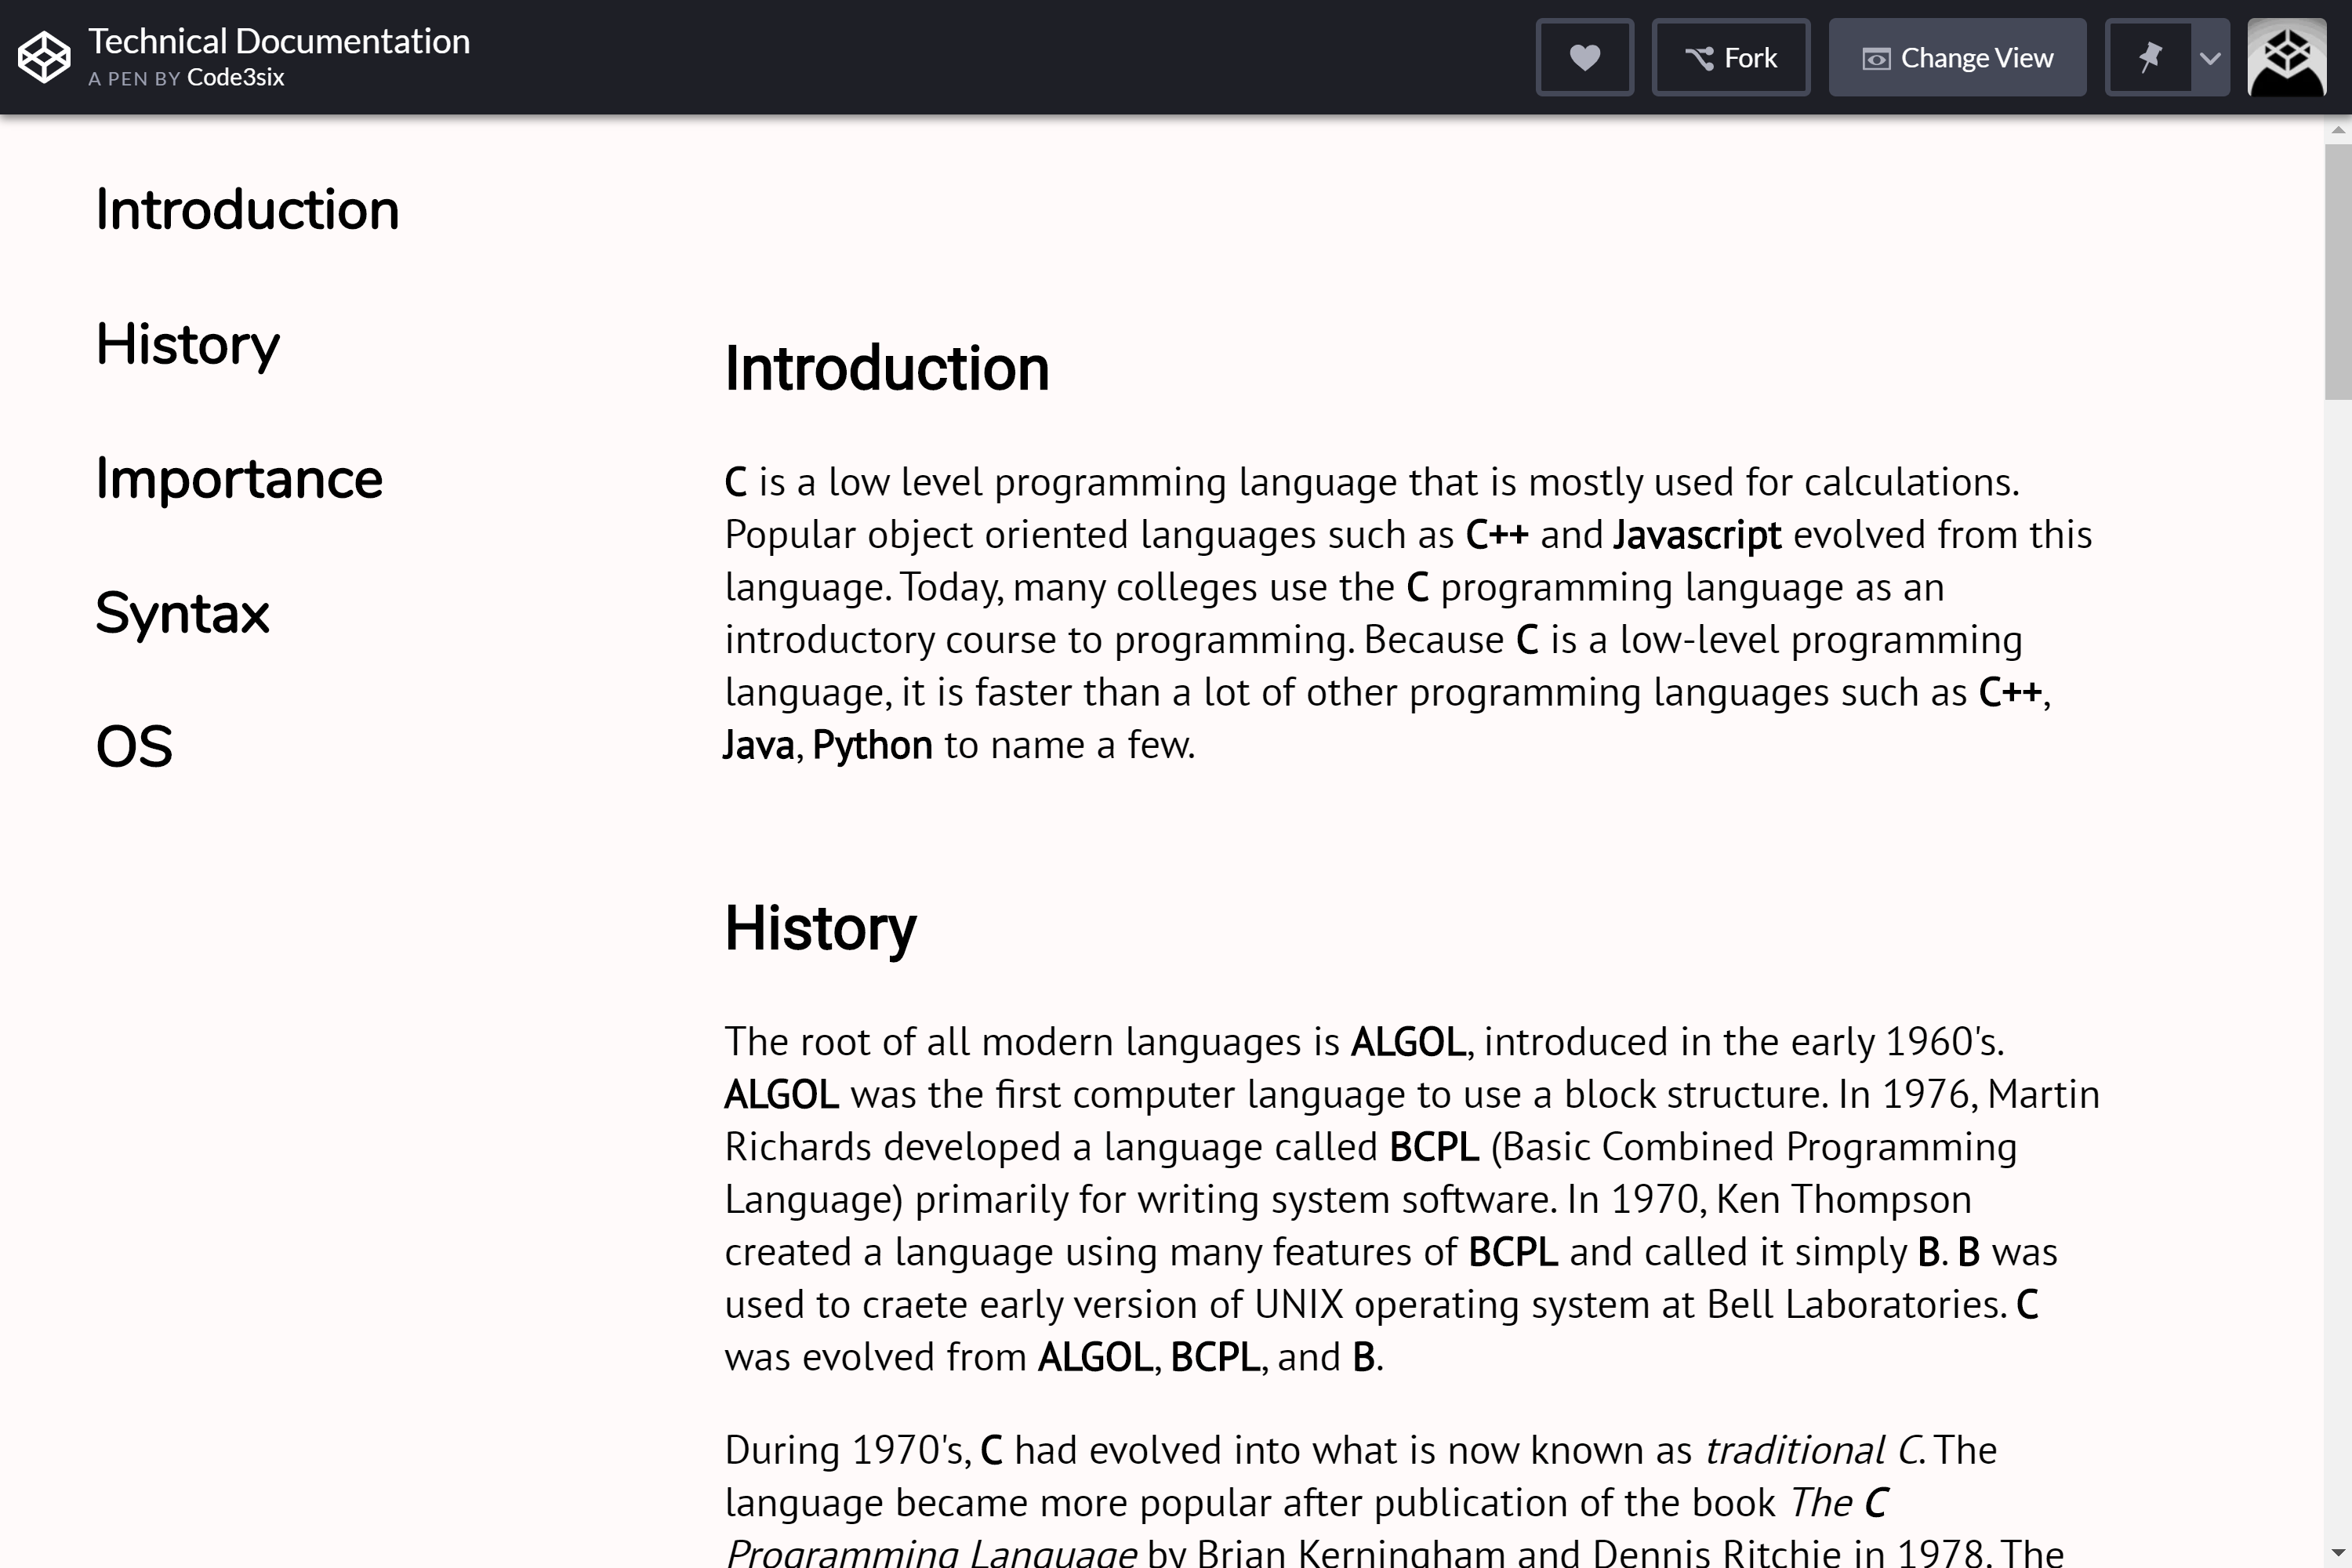 Technical Documentation
A PEN BY Code3six
Fork
Change View
Introduction
History
Importance
Syntax
OS
Introduction
C is a low level programming language that is mostly used for calculations.
Popular object oriented languages such as C++ and Javascript evolved from this
language. Today, many colleges use the C programming language as an
introductory course to programming. Because C is a low-level programming
language, it is faster than a lot of other programming languages such as C++,
Java, Python to name a few.
History
The root of all modern languages is ALGOL, introduced in the early 1960's.
ALGOL was the first computer language to use a block structure. In 1976, Martin
Richards developed a language called BCPL (Basic Combined Programming
Language) primarily for writing system software. In 1970, Ken Thompson
created a language using many features of BCPL and called it simply B. B was
used to craete early version of UNIX operating system at Bell Laboratories. C
was evolved from ALGOL, BCPL, and B.
During 1970's, C had evolved into what is now known as traditional C. The
language became more popular after publication of the book The C
Programming Language by Brian Kerningham and Dennis Ritchie in 1978. The